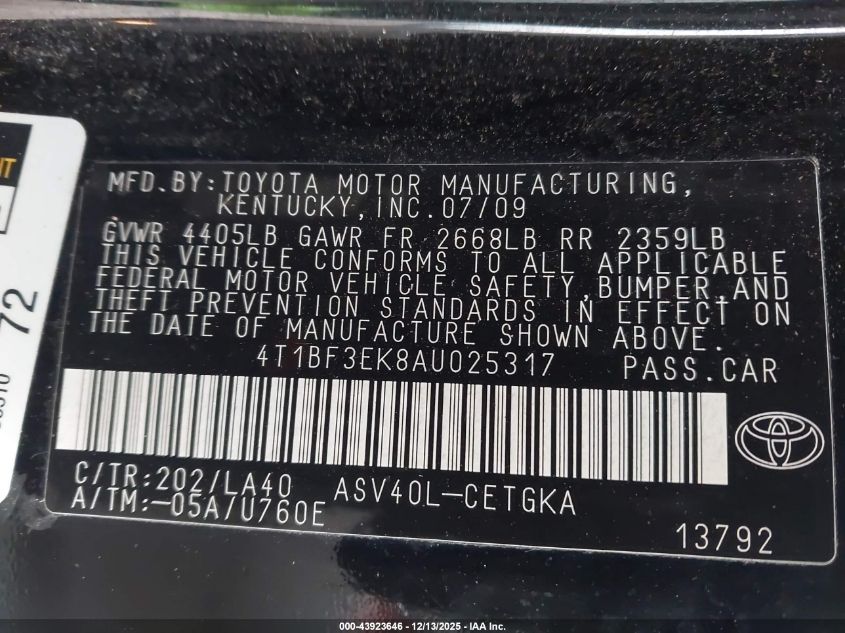 MFD.BY:TOYOTA MOTOR MANUFACTURING,
KENTUCKY,INC.07/09
GVWR 4405LB GAWR FR 2668LB RR 2359LB
THIS VEHICLE CONFORMS TO ALL APPLICABLE
FEDERAL MOTOR VEHICLE SAFETY,BUMPER,AND
THEFT PREVENTION STANDARDS IN EFFECT ON
THE DATE OF MANUFACTURE SHOWN ABOVE.
4T1BF3EK8AU025317 PASS.CAR
C/TR:202/LA40 ASV40L-CETGKA
A/TM:-05A/U760E
13792
72
000-43923646 - 12/13/2025 - IAA Inc.